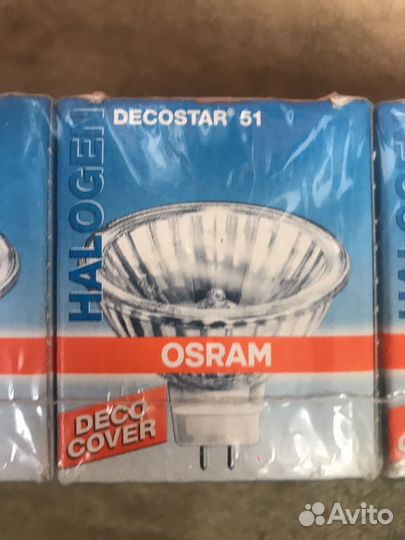 DECOSTAR® 51
HALOGEN
OSRAM
DECO
COVER
Avito